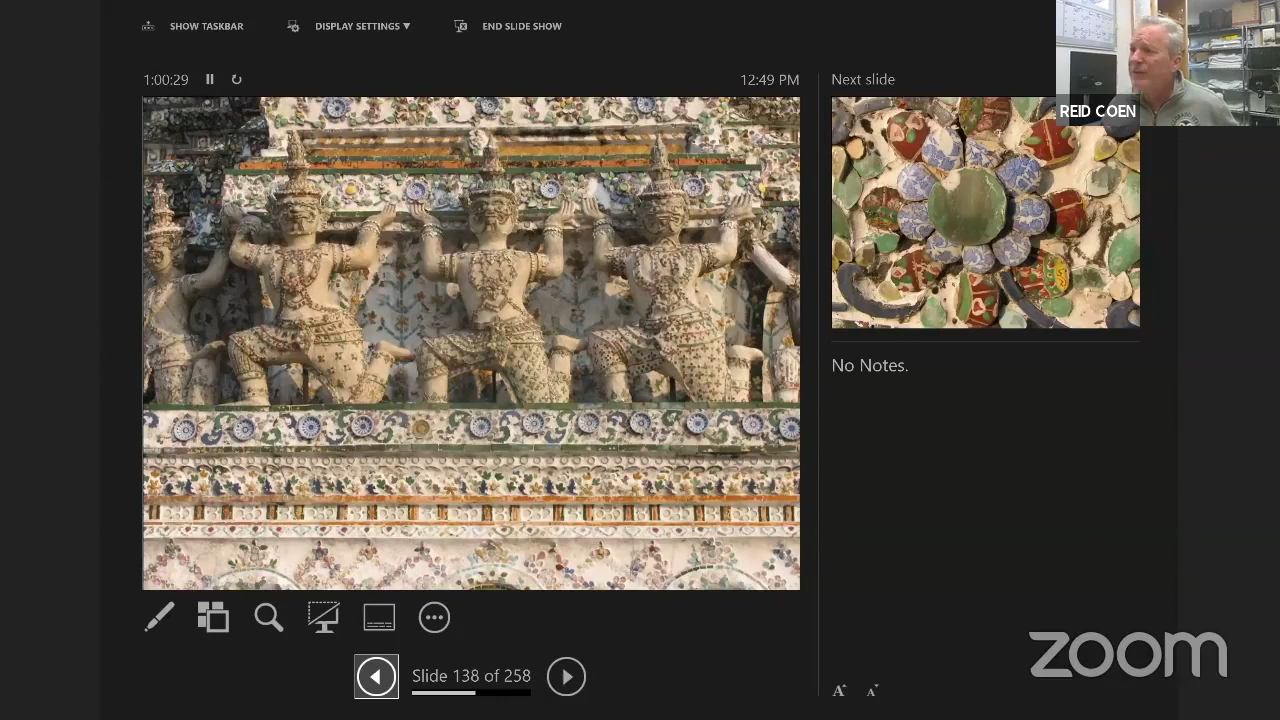 SHOW TASKBAR
DISPLAY SETTINGS ▼
END SLIDE SHOW
1:00:29
12:49 PM
Next slide
REID COEN
No Notes.
Slide 138 of 258
A A
zoom